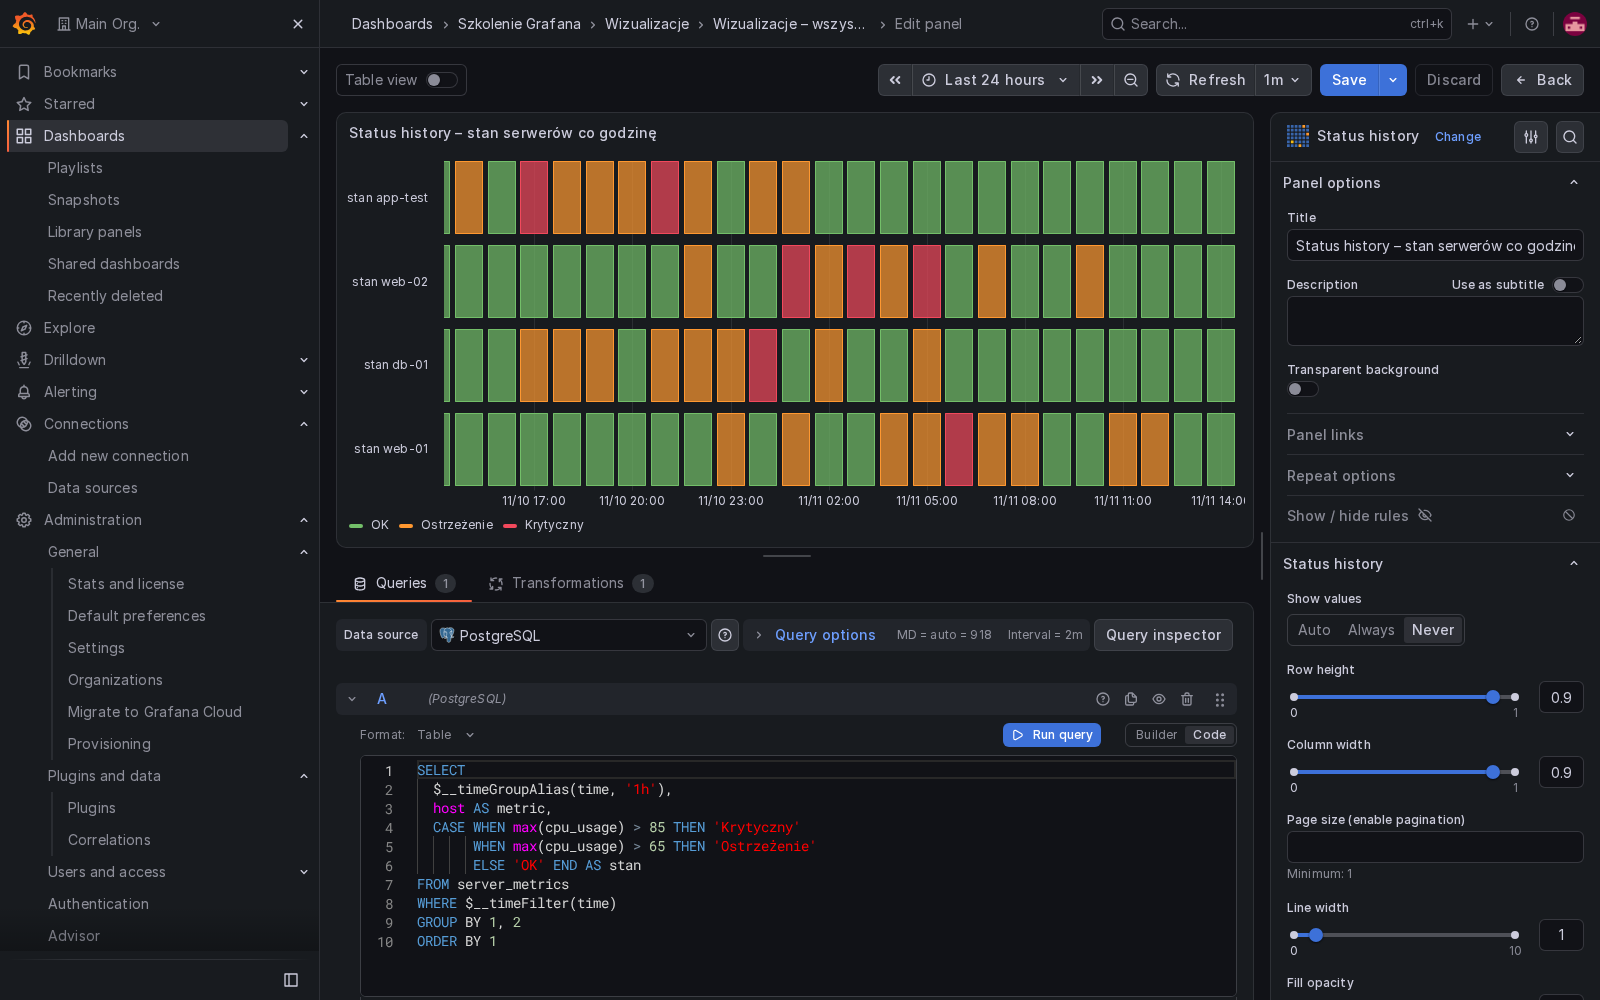 Main Org.
Dashboards
Szkolenie Grafana
Wizualizacje
Wizualizacje – wszys...
Edit panel
Search...
ctrl+k
Bookmarks
Starred
Dashboards
Playlists
Snapshots
Library panels
Shared dashboards
Recently deleted
Explore
Drilldown
Alerting
Connections
Add new connection
Data sources
Administration
General
Stats and license
Default preferences
Settings
Organizations
Migrate to Grafana Cloud
Provisioning
Plugins and data
Plugins
Correlations
Users and access
Authentication
Advisor
Table view
Last 24 hours
Refresh
1m
Save
Discard
Back
Status history – stan serwerów co godzinę
stan app-test
stan web-02
stan db-01
stan web-01
11/10 17:00
11/10 20:00
11/10 23:00
11/11 02:00
11/11 05:00
11/11 08:00
11/11 11:00
11/11 14:00
OK
Ostrzeżenie
Krytyczny
Queries
1
Transformations
1
Data source
PostgreSQL
Query options
MD = auto = 918
Interval = 2m
Query inspector
A
(PostgreSQL)
Format:
Table
Run query
Builder
Code
1 SELECT
2 $__timeGroupAlias(time, '1h'),
3 host AS metric,
4 CASE WHEN max(cpu_usage) > 85 THEN 'Krytyczny'
5 WHEN max(cpu_usage) > 65 THEN 'Ostrzeżenie'
6 ELSE 'OK' END AS stan
7 FROM server_metrics
8 WHERE $__timeFilter(time)
9 GROUP BY 1, 2
10 ORDER BY 1
Status history
Change
Panel options
Title
Status history – stan serwerów co godzinę
Description
Use as subtitle
Transparent background
Panel links
Repeat options
Show / hide rules
Status history
Show values
Auto
Always
Never
Row height
0
1
0.9
Column width
0
1
0.9
Page size (enable pagination)
Minimum: 1
Line width
0
10
1
Fill opacity